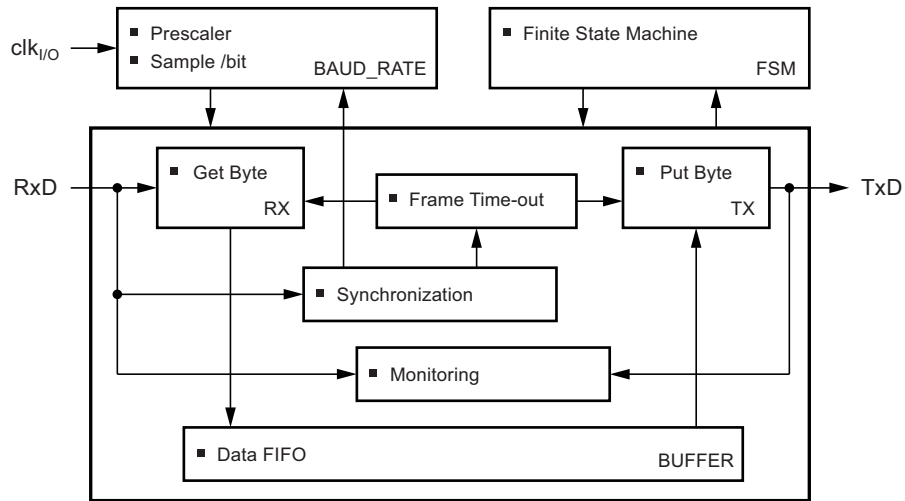 clkI/O
▪ Prescaler
▪ Sample /bit
BAUD_RATE
▪ Finite State Machine
FSM
RxD
▪ Get Byte
RX
▪ Frame Time-out
▪ Put Byte
TX
TxD
▪ Synchronization
▪ Monitoring
▪ Data FIFO
BUFFER